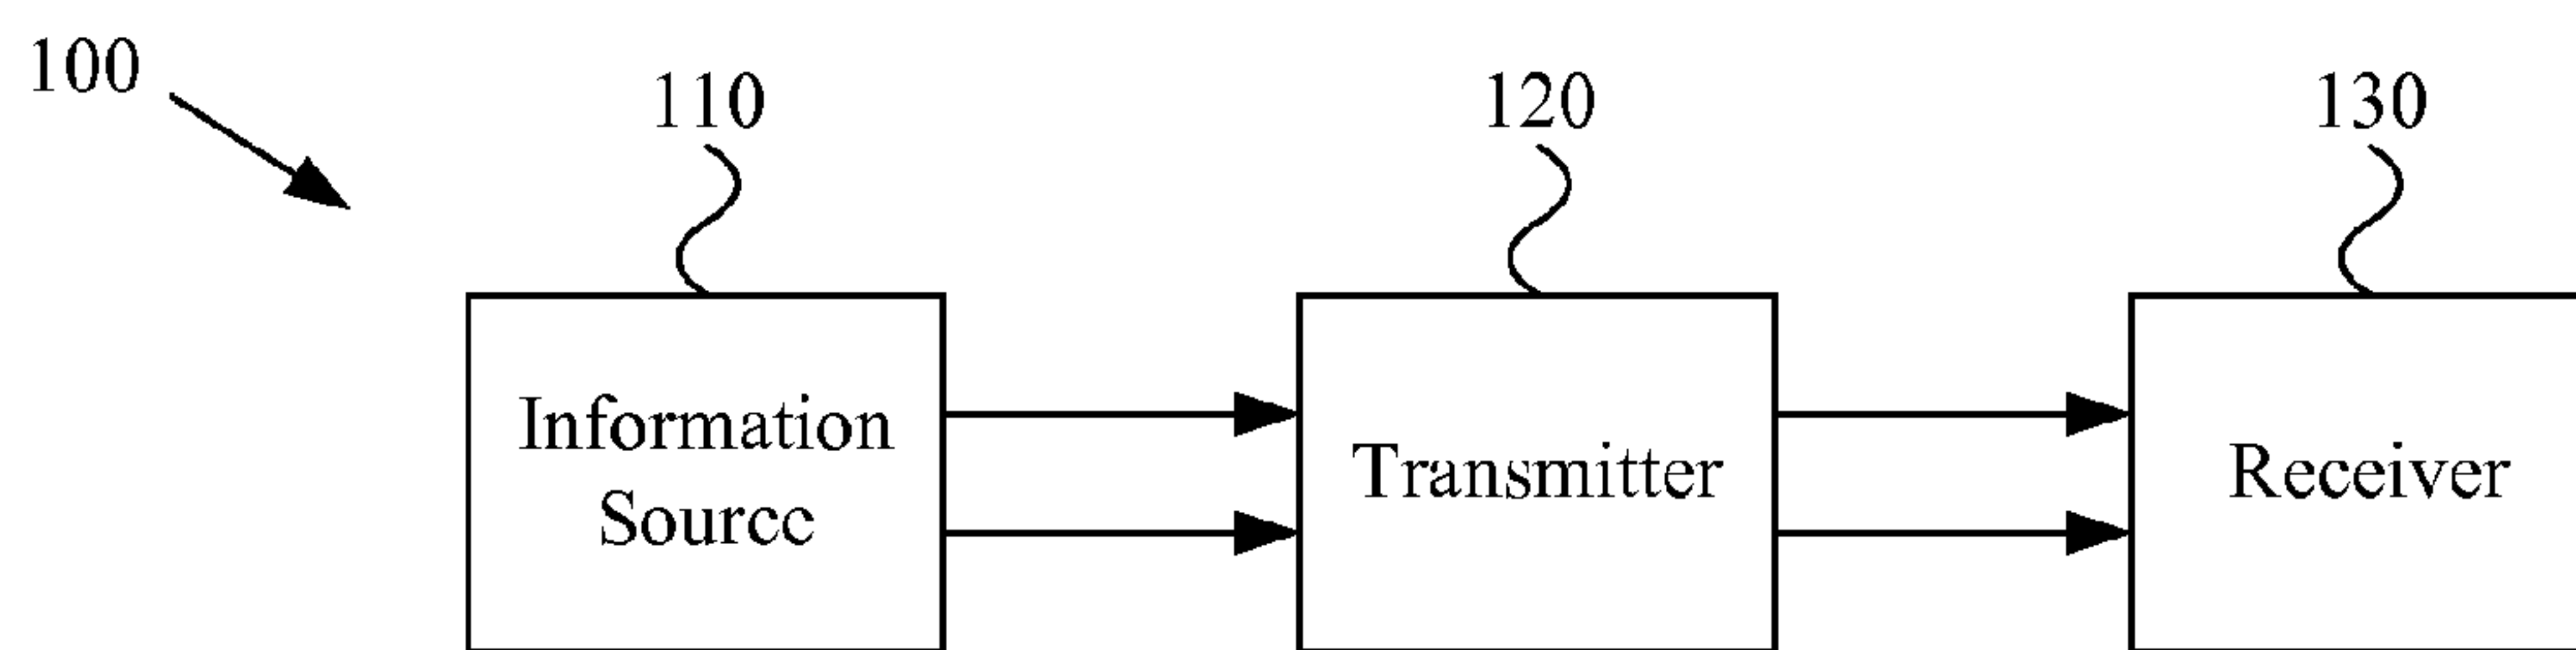 100
110
120
130
Information
Source
Transmitter
Receiver